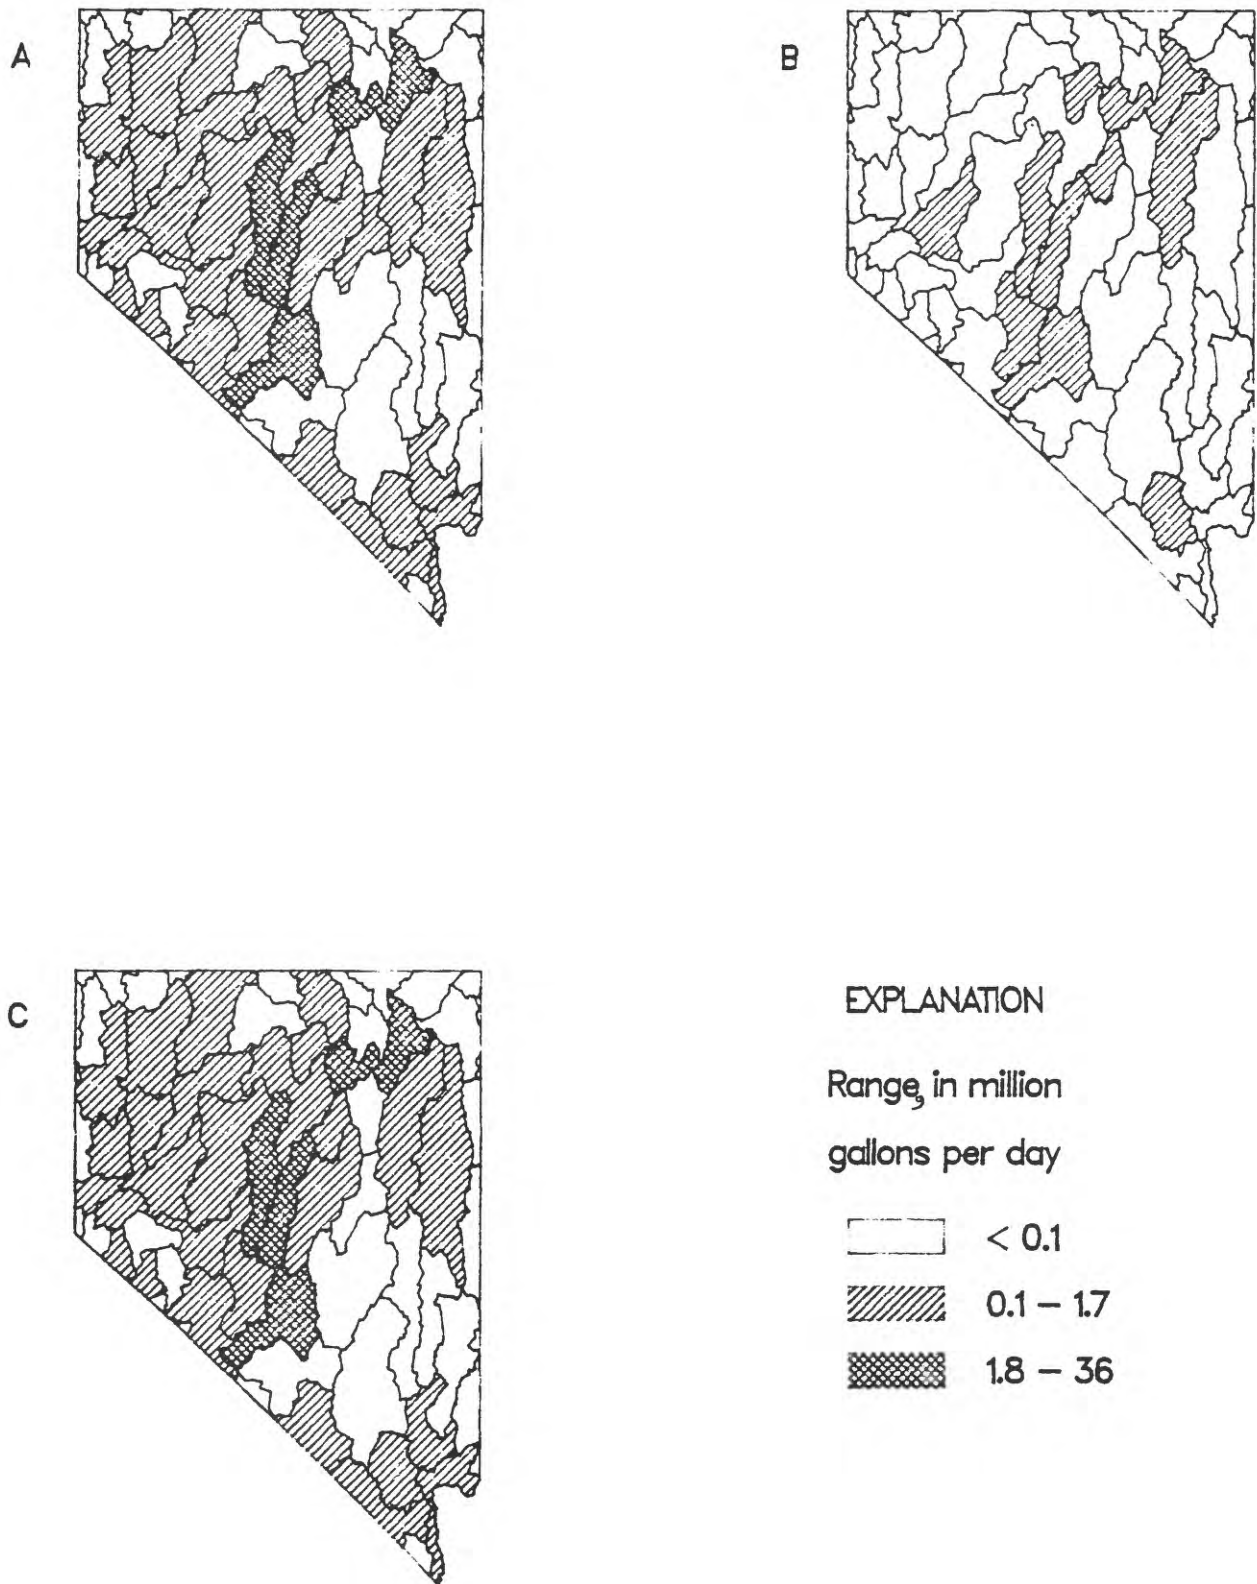 A
B
C
EXPLANATION
Range, in million
gallons per day
< 0.1
0.1 – 1.7
1.8 – 36